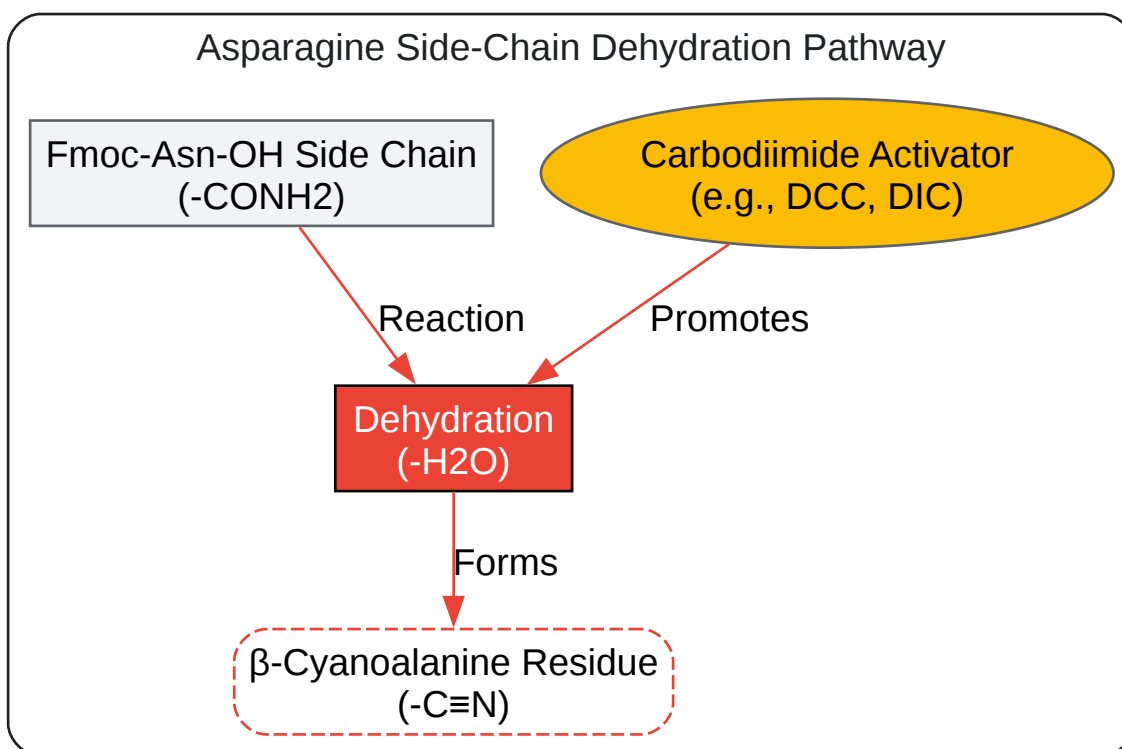 Asparagine Side-Chain Dehydration Pathway
Fmoc-Asn-OH Side Chain
(-CONH2)
Carbodiimide Activator
(e.g., DCC, DIC)
Reaction
Promotes
Dehydration
(-H2O)
Forms
β-Cyanoalanine Residue
(-C≡N)